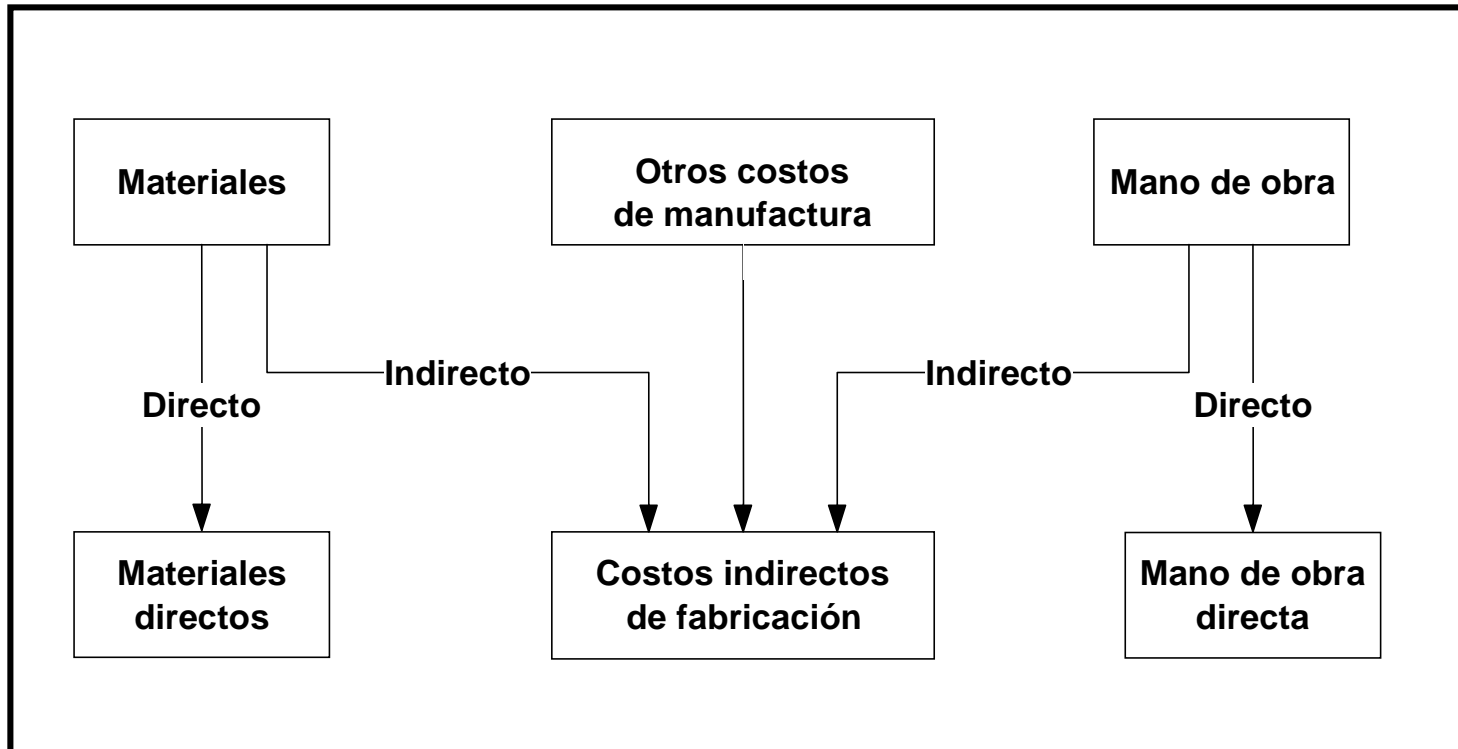 Materiales
Otros costos
de manufactura
Mano de obra
Indirecto
Indirecto
Directo
Directo
Materiales
directos
Costos indirectos
de fabricación
Mano de obra
directa